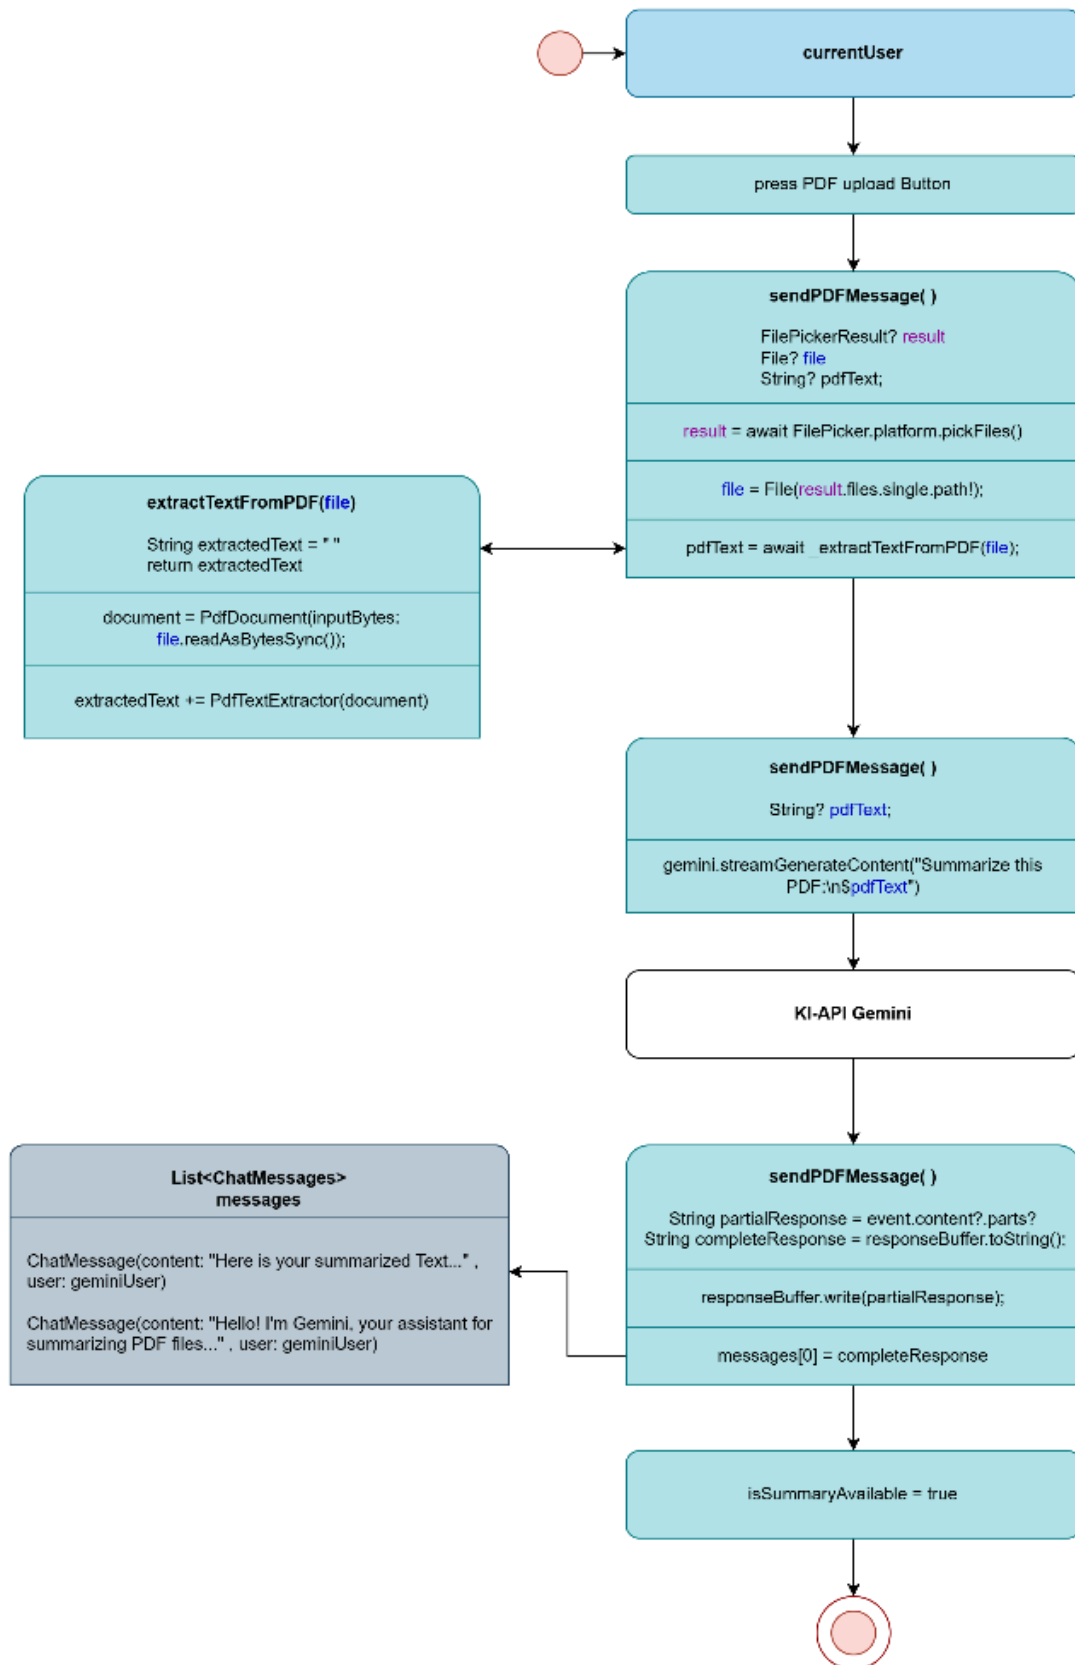 currentUser
press PDF upload Button
sendPDFMessage( )
FilePickerResult? result
File? file
String? pdfText;
result = await FilePicker.platform.pickFiles()
file = File(result.files.single.path!);
pdfText = await _extractTextFromPDF(file);
extractTextFromPDF(file)
String extractedText = " "
return extractedText
document = PdfDocument(inputBytes:
file.readAsBytesSync());
extractedText += PdfTextExtractor(document)
sendPDFMessage( )
String? pdfText;
gemini.streamGenerateContent("Summarize this
PDF:\n$pdfText")
KI-API Gemini
sendPDFMessage( )
String partialResponse = event.content?.parts?
String completeResponse = responseBuffer.toString():
responseBuffer.write(partialResponse);
messages[0] = completeResponse
List<ChatMessages>
messages
ChatMessage(content: "Here is your summarized Text..." ,
user: geminiUser)
ChatMessage(content: "Hello! I'm Gemini, your assistant for
summarizing PDF files..." , user: geminiUser)
isSummaryAvailable = true